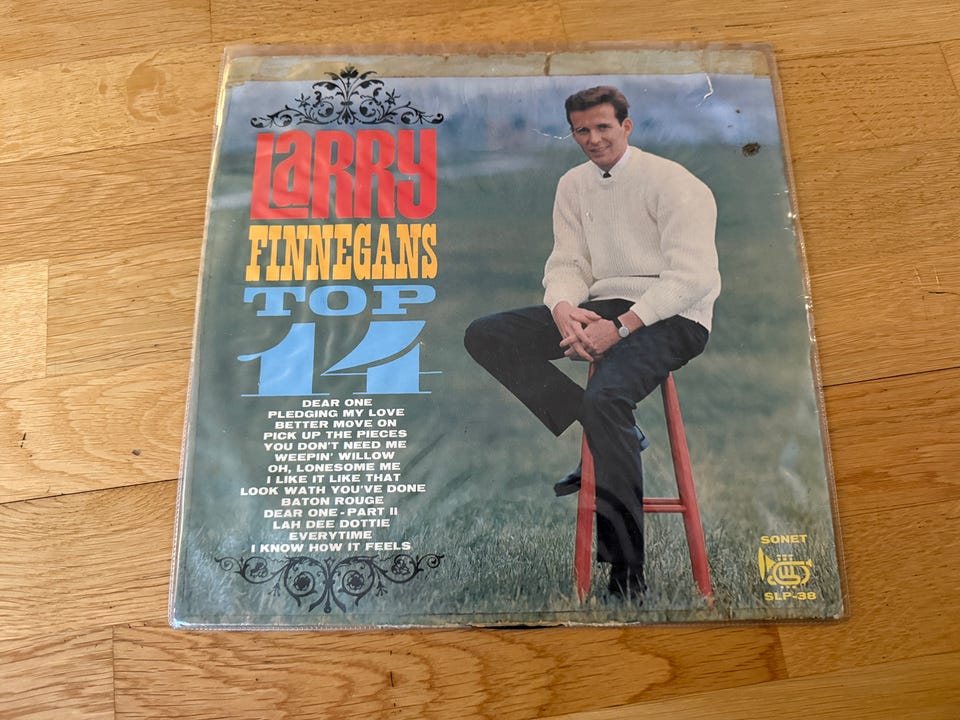 LARRY
FINNEGANS
TOP
14
DEAR ONE
PLEDGING MY LOVE
BETTER MOVE ON
PICK UP THE PIECES
YOU DON'T NEED ME
WEEPIN' WILLOW
OH, LONESOME ME
I LIKE IT LIKE THAT
LOOK WATH YOU'VE DONE
BATON ROUGE
DEAR ONE - PART II
LAH DEE DOTTIE
EVERYTIME
I KNOW HOW IT FEELS
SONET
SLP-38